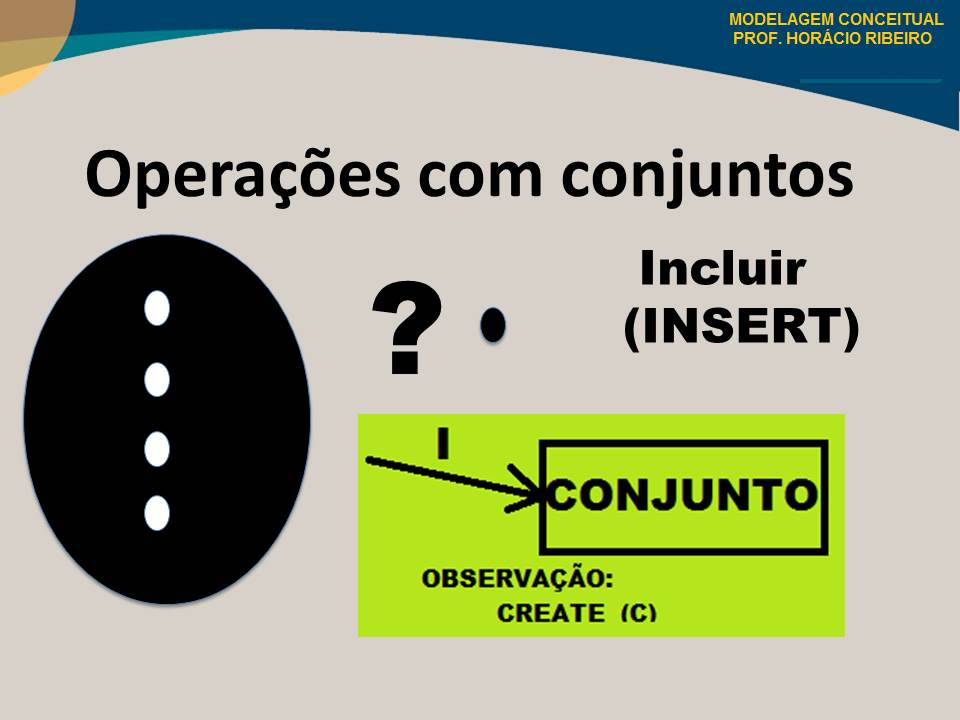 MODELAGEM CONCEITUAL
PROF. HORÁCIO RIBEIRO
Operações com conjuntos
Incluir
(INSERT)
?
I
CONJUNTO
OBSERVAÇÃO:
CREATE (C)